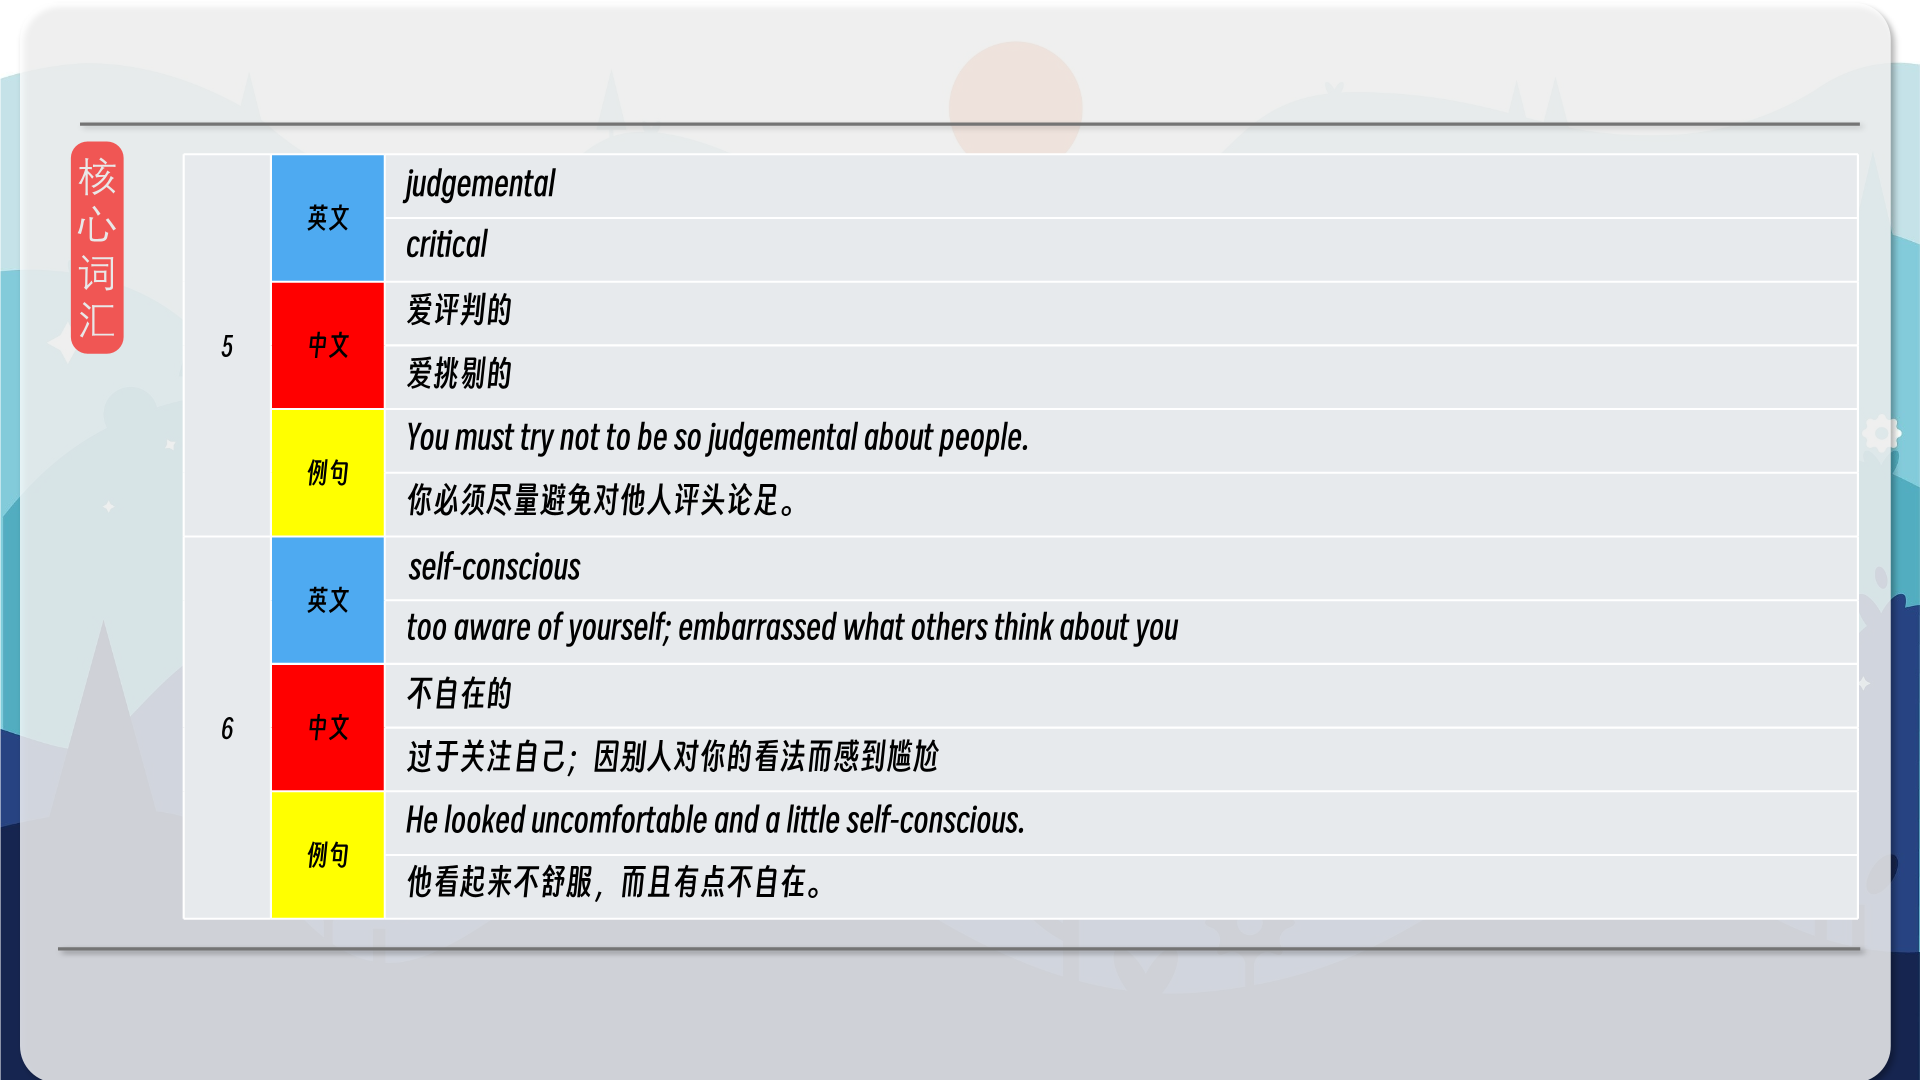 核心词汇
5
英文
judgemental
critical
中文
爱评判的
爱挑剔的
例句
You must try not to be so judgemental about people.
你必须尽量避免对他人评头论足。
6
英文
self-conscious
too aware of yourself; embarrassed what others think about you
中文
不自在的
过于关注自己；因别人对你的看法而感到尴尬
例句
He looked uncomfortable and a little self-conscious.
他看起来不舒服，而且有点不自在。